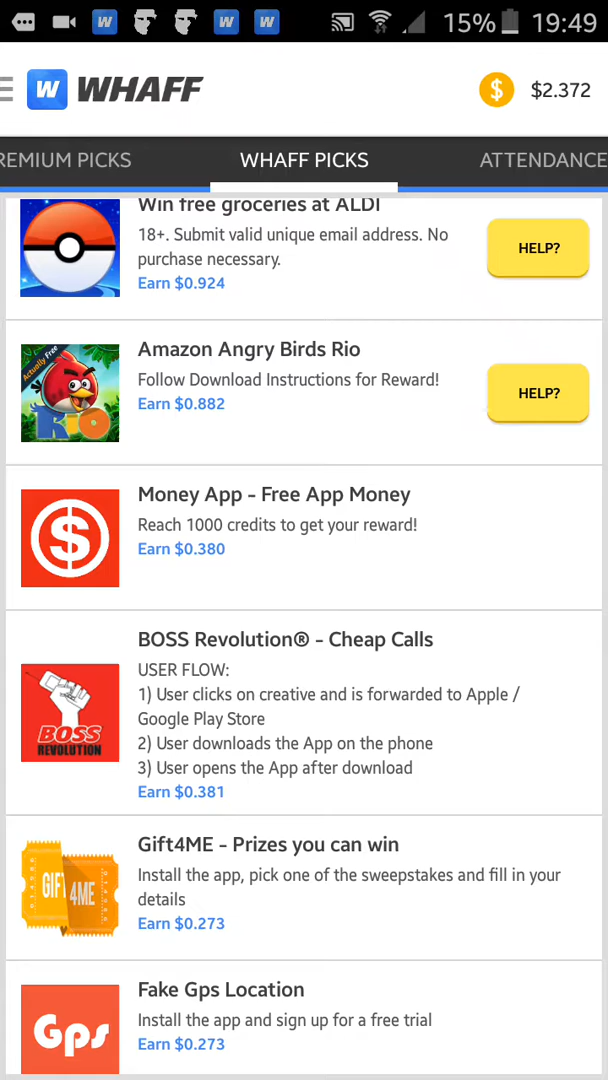 W W W 15% 19:49
W WHAFF $ $2.372
REMIUM PICKS WHAFF PICKS ATTENDANCE
Win free groceries at ALDI
18+. Submit valid unique email address. No
purchase necessary.
Earn $0.924
HELP?
Actually Free
RIO
Amazon Angry Birds Rio
Follow Download Instructions for Reward!
Earn $0.882
HELP?
$
Money App - Free App Money
Reach 1000 credits to get your reward!
Earn $0.380
BOSS
REVOLUTION
BOSS Revolution® - Cheap Calls
USER FLOW:
1) User clicks on creative and is forwarded to Apple /
Google Play Store
2) User downloads the App on the phone
3) User opens the App after download
Earn $0.381
GIF 4ME
Gift4ME - Prizes you can win
Install the app, pick one of the sweepstakes and fill in your
details
Earn $0.273
Gps
Fake Gps Location
Install the app and sign up for a free trial
Earn $0.273